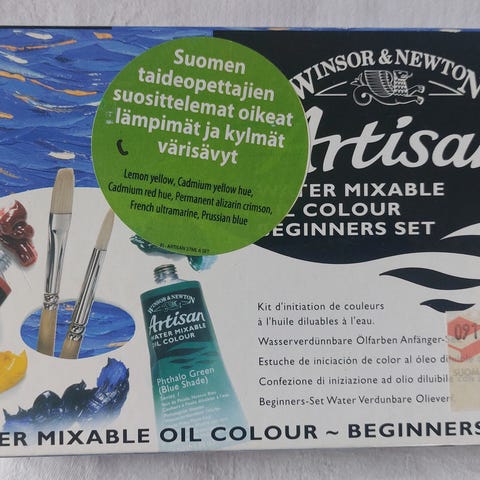 Suomen
taideopettajien
suosittelemat oikeat
lämpimät ja kylmät
värisävyt
Lemon yellow, Cadmium yellow hue,
Cadmium red hue, Permanent alizarin crimson,
French ultramarine, Prussian blue
WINSOR & NEWTON
Artisan
WATER MIXABLE
OIL COLOUR
BEGINNERS SET
WINSOR & NEWTON
Artisan
WATER MIXABLE
OIL COLOUR
Phthalo Green
(Blue Shade)
Kit d'initiation de couleurs
à l'huile diluables à l'eau.
Wasserverdünnbare Ölfarben Anfänger-S
Estuche de iniciación de color al óleo
Confezione di iniziazione ad olio diluibile
Beginners-Set Water Verdunbare Olieverf
091
SUOM
ER MIXABLE OIL COLOUR ~ BEGINNERS